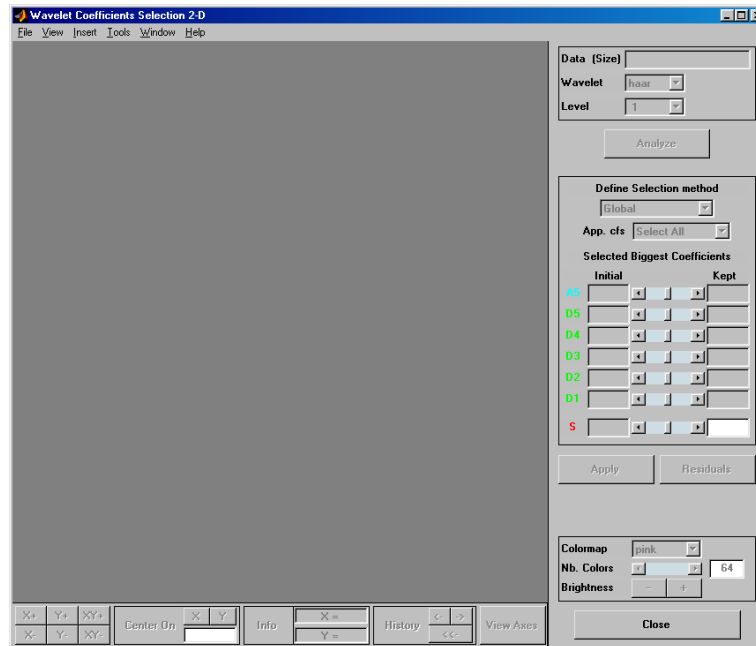 Wavelet Coefficients Selection 2-D
File View Insert Tools Window Help
Data (Size)
Wavelet haar
Level 1
Analyze
Define Selection method
Global
App. cfs Select All
Selected Biggest Coefficients
Initial Kept
A5
D5
D4
D3
D2
D1
S
Apply Residuals
Colormap pink
Nb. Colors 64
Brightness - +
X+ Y+ XY+ Center On X Y Info X = History <- -> View Axes
X- Y- XY- Y = <<-
Close